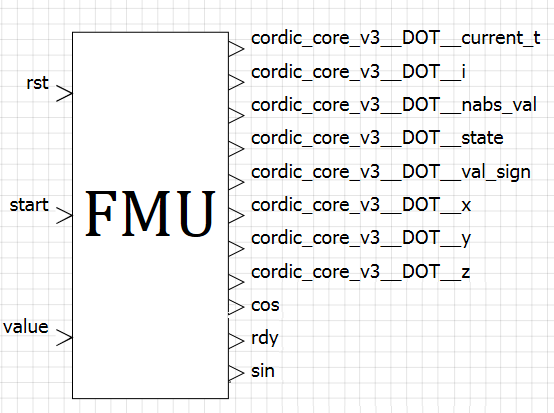 rst
start
value
FMU
cordic_core_v3__DOT__current_t
cordic_core_v3__DOT__i
cordic_core_v3__DOT__nabs_val
cordic_core_v3__DOT__state
cordic_core_v3__DOT__val_sign
cordic_core_v3__DOT__x
cordic_core_v3__DOT__y
cordic_core_v3__DOT__z
cos
rdy
sin